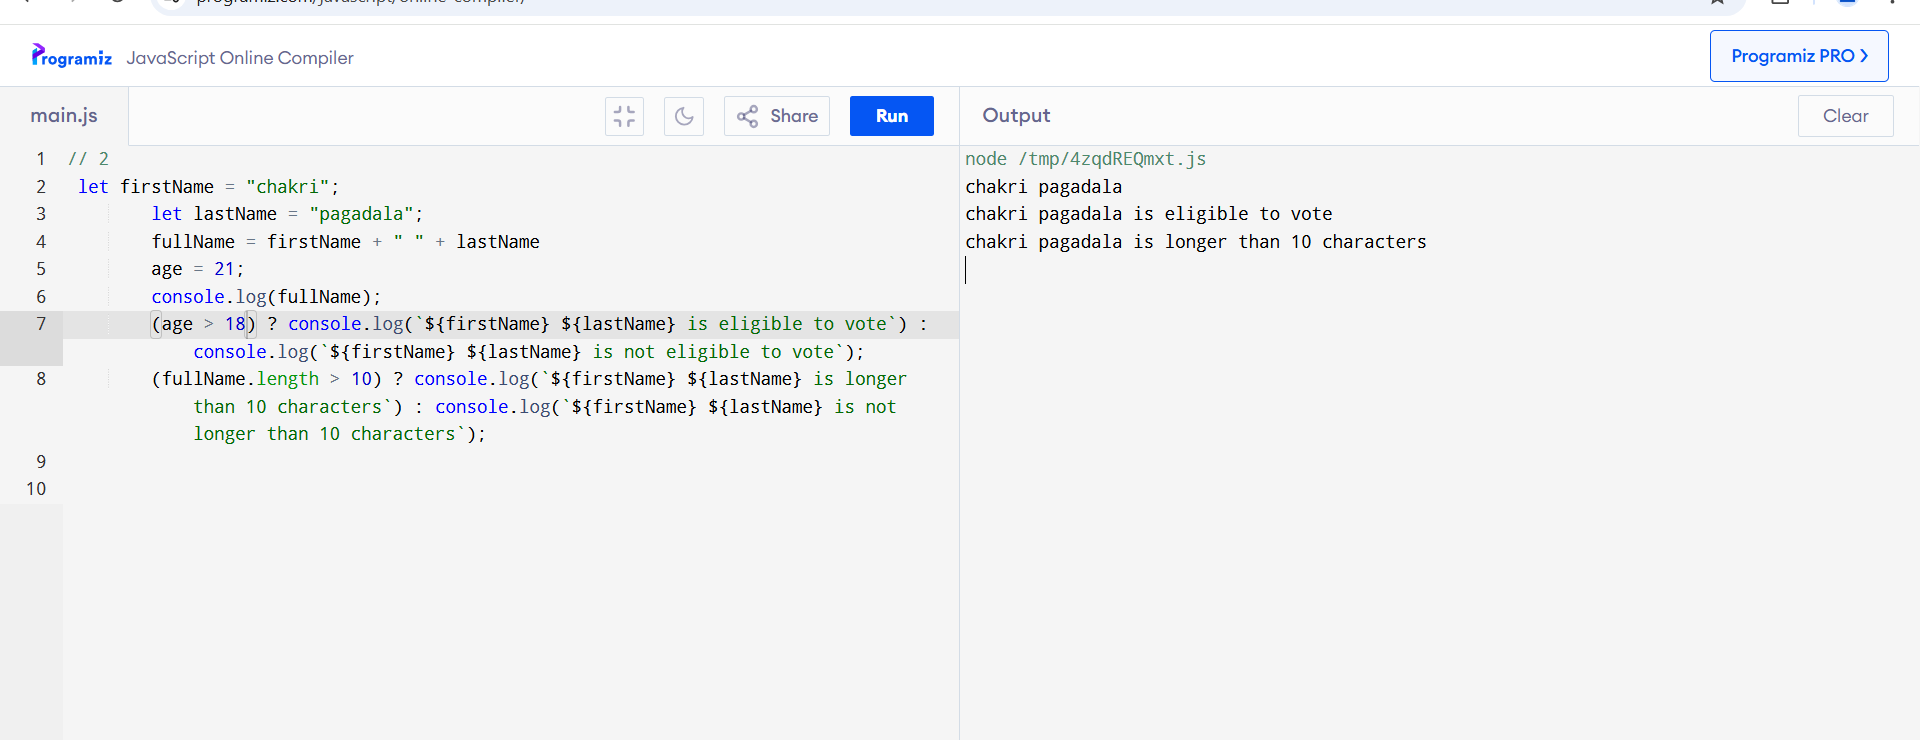 Programiz JavaScript Online Compiler
Programiz PRO
main.js
Share
Run
Output
Clear
1 // 2
2 let firstName = "chakri";
3 let lastName = "pagadala";
4 fullName = firstName + " " + lastName
5 age = 21;
6 console.log(fullName);
7 (age > 18) ? console.log(`${firstName} ${lastName} is eligible to vote`) :
console.log(`${firstName} ${lastName} is not eligible to vote`);
8 (fullName.length > 10) ? console.log(`${firstName} ${lastName} is longer
than 10 characters`) : console.log(`${firstName} ${lastName} is not
longer than 10 characters`);
9
10
node /tmp/4zqdREQmxt.js
chakri pagadala
chakri pagadala is eligible to vote
chakri pagadala is longer than 10 characters